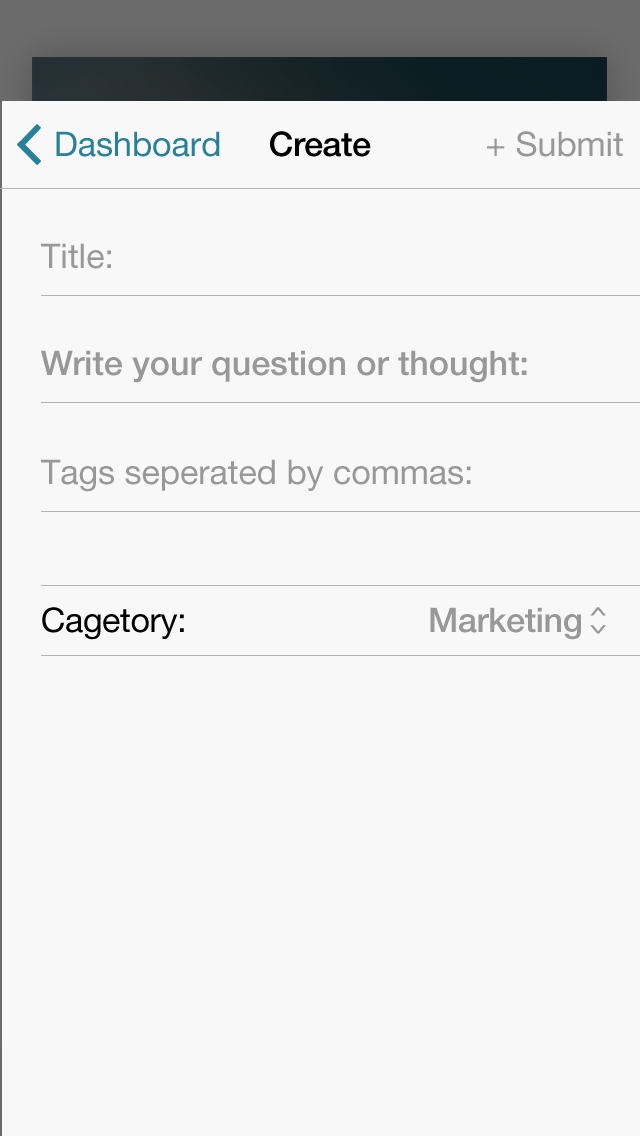 Dashboard Create + Submit
Title:
Write your question or thought:
Tags seperated by commas:
Cagetory: Marketing